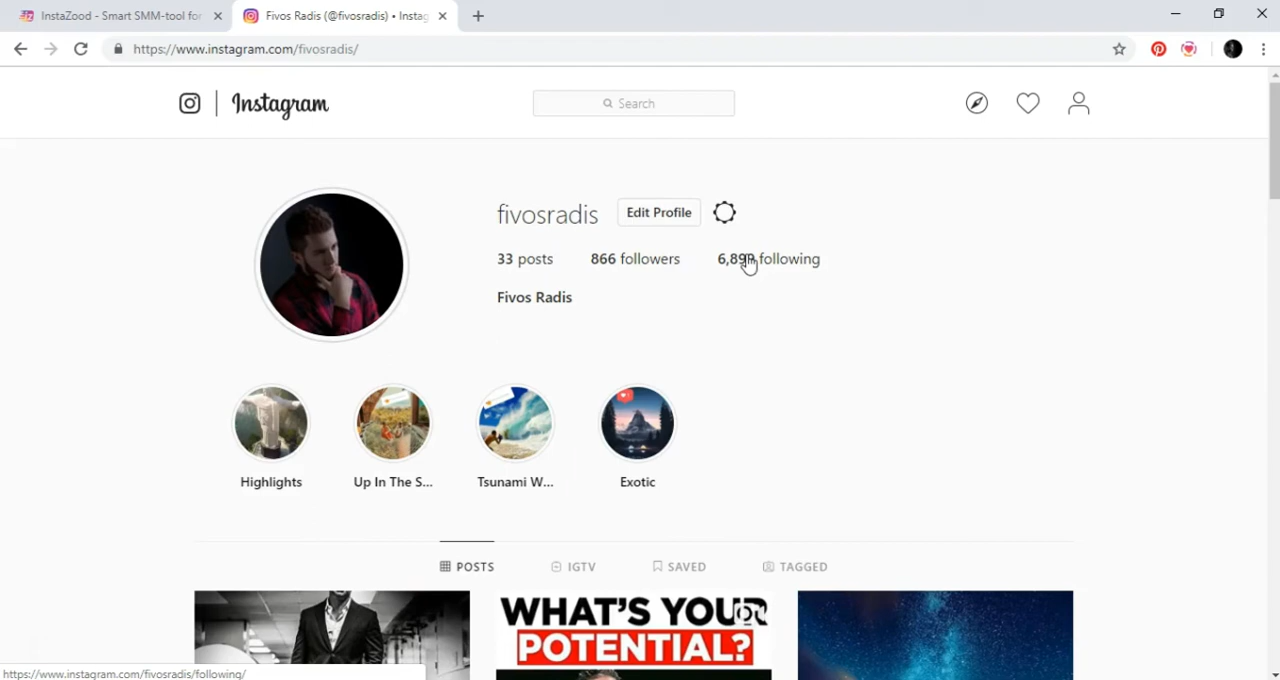 InstaZood - Smart SMM-tool for
Fivos Radis (@fivosradis) • Instag
https://www.instagram.com/fivosradis/
Instagram
Search
fivosradis
Edit Profile
33 posts
866 followers
following
Fivos Radis
Highlights
Up In The S...
Tsunami W...
Exotic
POSTS
IGTV
SAVED
TAGGED
WHAT'S YOUR
POTENTIAL?
https://www.instagram.com/fivosradis/following/